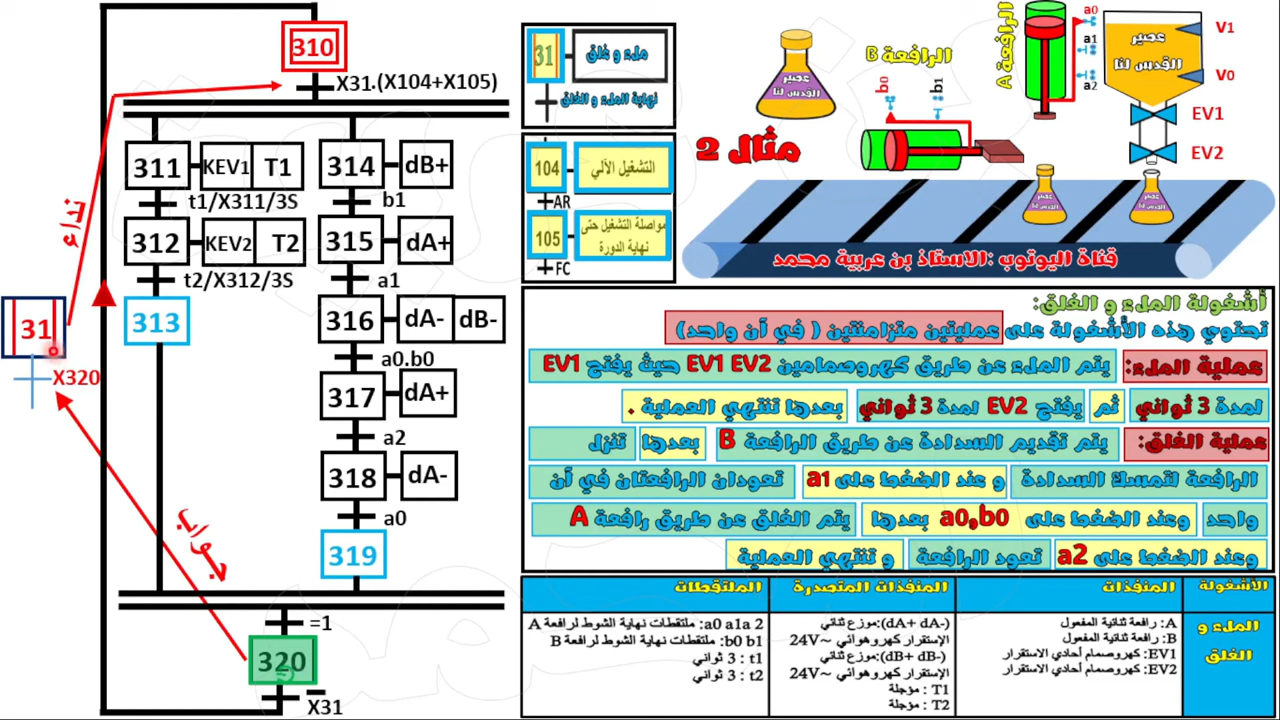 310
X31.(X104+X105)
311
KEV1
T1
t1/X311/3S
312
KEV2
T2
t2/X312/3S
313
314
dB+
b1
315
dA+
a1
316
dA-
dB-
a0.b0
317
dA+
a2
318
dA-
a0
319
=1
320
X31
نداء
31
X320
جواب
31
ملء و غلق
نهاية الملء و الغلق
104
التشغيل الآلي
AR
105
مواصلة التشغيل حتى
نهاية الدورة
FC
مثال 2
عصير
القدس لنا
الرافعة B
b0
b1
الرافعة A
a0
a1
a2
عصير
القدس لنا
V1
V0
EV1
EV2
عصير
القدس لنا
عصير
القدس لنا
قناة اليوتوب :الاستاذ بن عربية محمد
أشغولة الملء و الغلق:
تحتوي هذه الأشغولة على عمليتين متزامنتين ( في آن واحد)
عملية الملء: يتم الملء عن طريق كهروصمامين EV1 EV2 حيث يفتح EV1
لمدة 3 ثواني ثم يفتح EV2 لمدة 3 ثواني بعدها تنتهي العملية .
عملية الغلق: يتم تقديم السدادة عن طريق الرافعة B بعدها تنزل
الرافعة لتمسك السدادة و عند الضغط على a1 تعودان الرافعتان في آن
واحد وعند الضغط على a0,b0 بعدها يتم الغلق عن طريق رافعة A
وعند الضغط على a2 تعود الرافعة و تنتهي العملية
الأشغولة
المنفذات
المنفذات المتصدرة
الملتقطات
الملء و
الغلق
A: رافعة ثنائية المفعول
B: رافعة ثنائية المفعول
EV1: كهروصمام أحادي الاستقرار
EV2: كهروصمام أحادي الاستقرار
(dA+ dA-):موزع ثنائي
الإستقرار كهروهوائي ~24V
(dB+ dB-):موزع ثنائي
الإستقرار كهروهوائي ~24V
T1 : مؤجلة
T2 : مؤجلة
a0 a1a 2: ملتقطات نهاية الشوط لرافعة A
b0 b1: ملتقطات نهاية الشوط لرافعة B
t1 : 3 ثواني
t2 : 3 ثواني